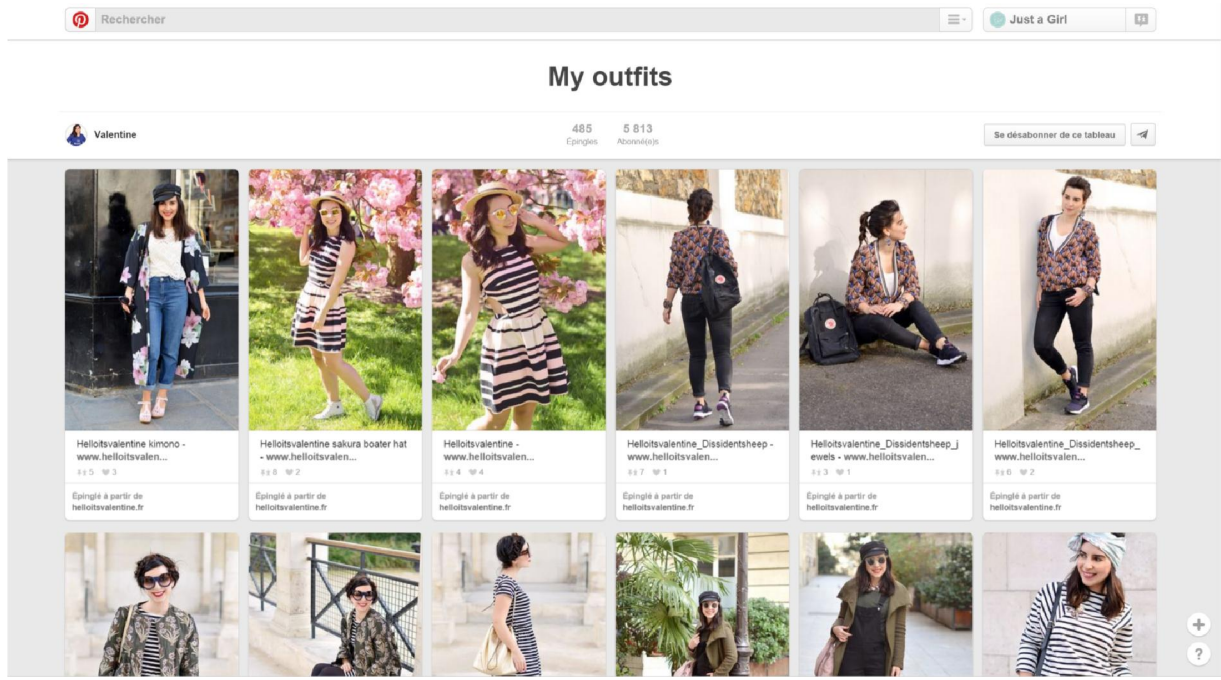 Rechercher
Just a Girl
My outfits
Valentine
485
Épingles
5 813
Abonné(e)s
Se désabonner de ce tableau
Helloitsvalentine kimono -
www.helloitsvalen...
5 3
Épinglé à partir de
helloitsvalentine.fr
Helloitsvalentine sakura boater hat
- www.helloitsvalen...
8 2
Épinglé à partir de
helloitsvalentine.fr
Helloitsvalentine -
www.helloitsvalen...
4 4
Épinglé à partir de
helloitsvalentine.fr
Helloitsvalentine_Dissidentsheep -
www.helloitsvalen...
7 1
Épinglé à partir de
helloitsvalentine.fr
Helloitsvalentine_Dissidentsheep_j
ewels - www.helloitsvalen...
3 1
Épinglé à partir de
helloitsvalentine.fr
Helloitsvalentine_Dissidentsheep_
www.helloitsvalen...
6 2
Épinglé à partir de
helloitsvalentine.fr
+
?